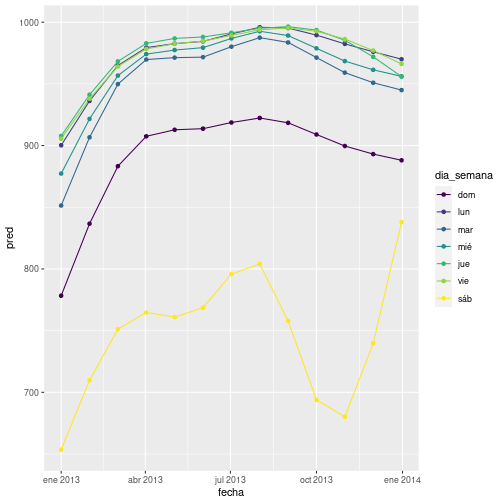 1000
900
800
700
pred
ene 2013
abr 2013
jul 2013
oct 2013
ene 2014
fecha
dia_semana
dom
lun
mar
mié
jue
vie
sáb